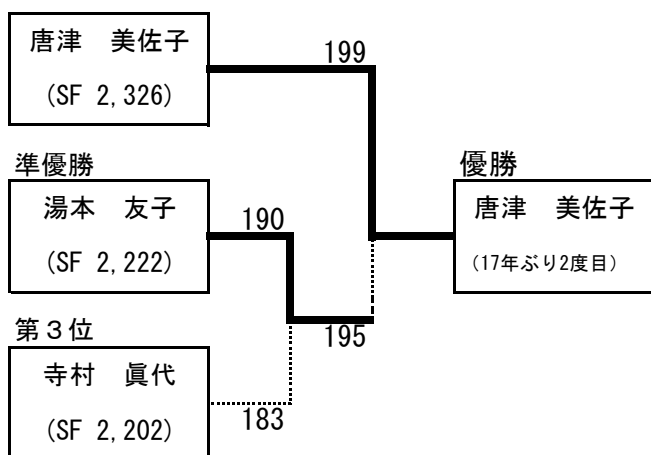 唐津　美佐子
(SF 2,326)
199
準優勝
湯本　友子
(SF 2,222)
190
優勝
唐津　美佐子
(17年ぶり2度目)
195
第３位
寺村　眞代
(SF 2,202)
183